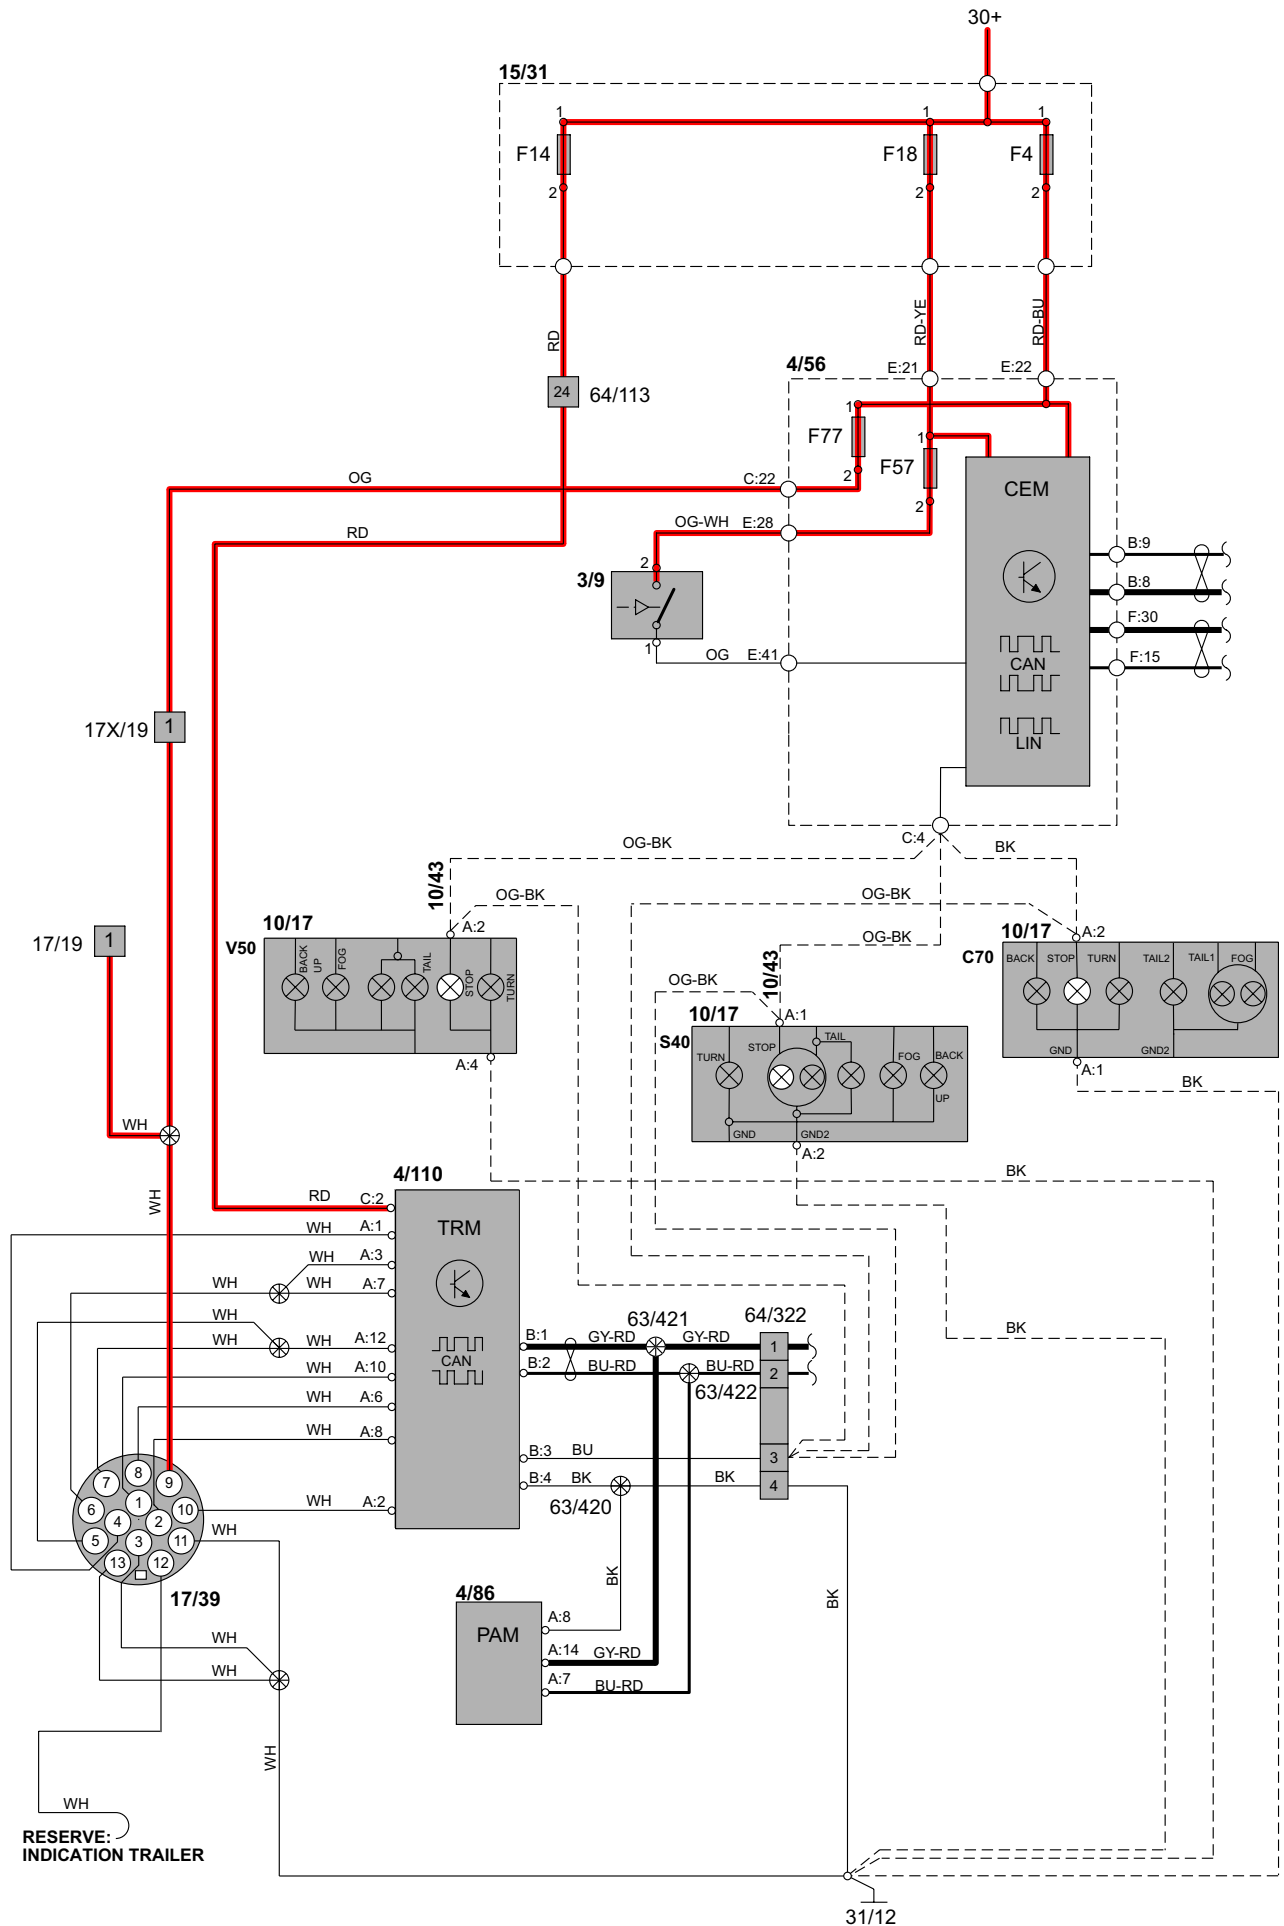 30+
15/31
1
1
1
F14
F18
F4
2
2
2
RD
RD-YE
RD-BU
4/56
E:21
E:22
24
64/113
1
F77
1
F57
2
2
CEM
OG
C:22
OG-WH
E:28
RD
B:9
B:8
F:30
F:15
3/9
2
1
OG
E:41
CAN
LIN
17X/19
1
C:4
OG-BK
BK
10/43
OG-BK
OG-BK
OG-BK
OG-BK
10/43
17/19
1
10/17
V50
A:2
BACK
UP
FOG
TAIL
STOP
TURN
A:4
10/17
C70
A:2
BACK
STOP
TURN
TAIL2
TAIL1
FOG
GND
GND2
A:1
BK
10/17
S40
A:1
TURN
STOP
TAIL
FOG
BACK
UP
GND
GND2
A:2
BK
BK
WH
WH
4/110
TRM
CAN
RD
C:2
WH
A:1
WH
A:3
WH
WH
A:7
WH
WH
WH
A:12
WH
A:10
WH
A:6
WH
A:8
WH
A:2
B:1
GY-RD
63/421
GY-RD
64/322
1
B:2
BU-RD
BU-RD
2
63/422
B:3
BU
3
B:4
BK
BK
4
63/420
BK
BK
7
8
9
6
1
10
4
2
5
3
11
13
12
WH
17/39
WH
WH
WH
4/86
PAM
A:8
A:14
GY-RD
A:7
BU-RD
WH
RESERVE:
INDICATION TRAILER
31/12